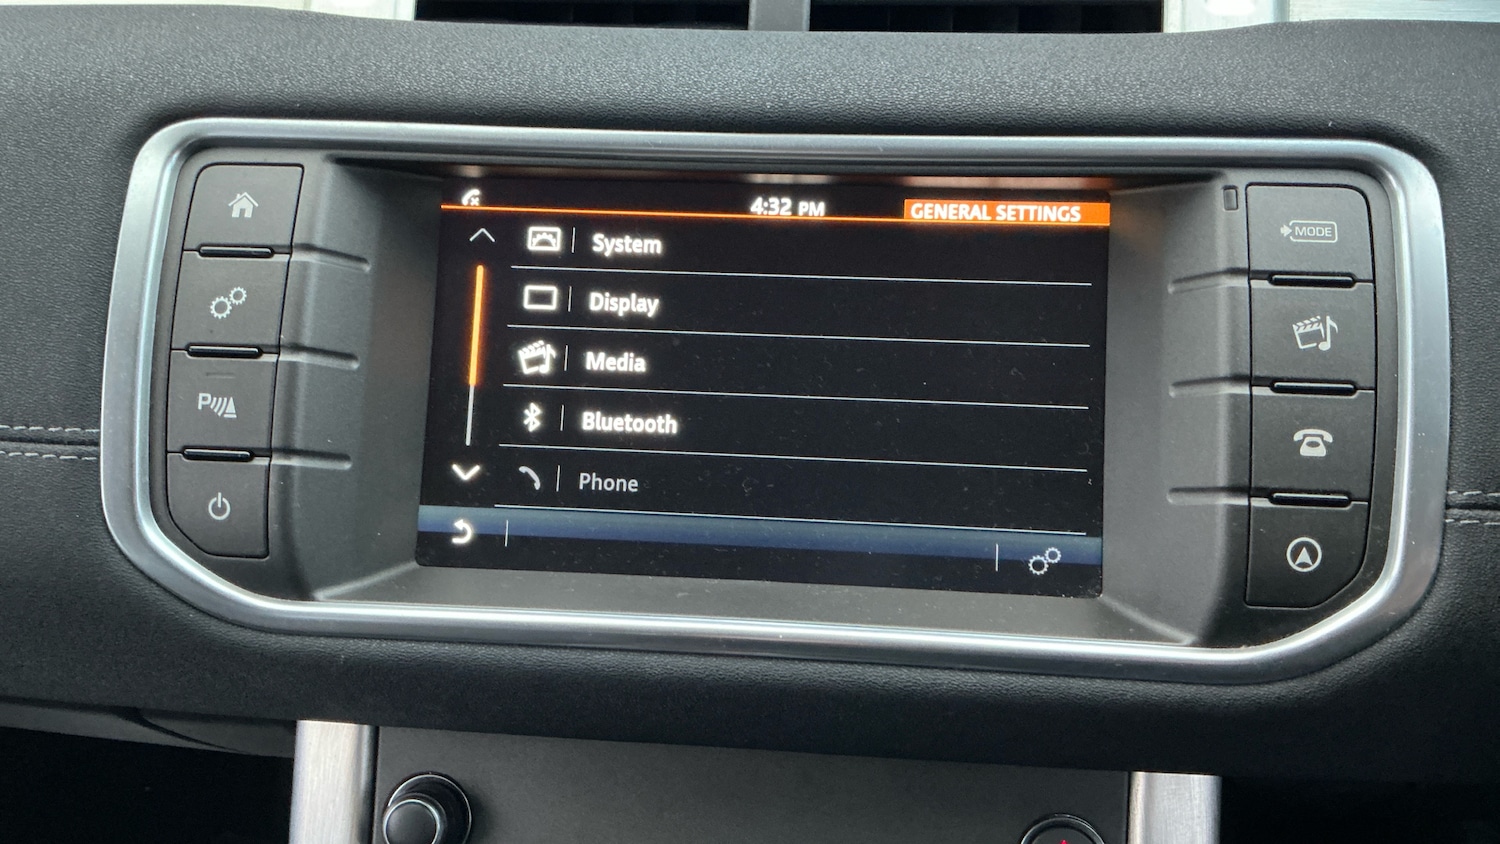 4:32 PM
GENERAL SETTINGS
System
Display
Media
Bluetooth
Phone
P
MODE